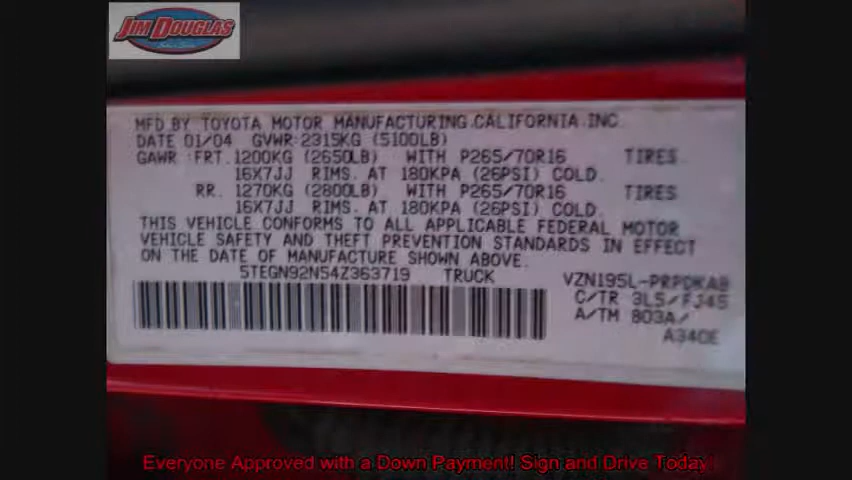 JIM DOUGLAS
MFD.BY TOYOTA MOTOR MANUFACTURING.CALIFORNIA.INC.
DATE 01/04 GVWR:2315KG (5100LB)
GAWR: FRT.1200KG (2650LB) WITH P265/70R16 TIRES
16X7JJ RIMS. AT 180KPA (26PSI) COLD.
RR. 1270KG (2800LB) WITH P265/70R16 TIRES
16X7JJ RIMS. AT 180KPA (26PSI) COLD.
THIS VEHICLE CONFORMS TO ALL APPLICABLE FEDERAL MOTOR
VEHICLE SAFETY AND THEFT PREVENTION STANDARDS IN EFFECT
ON THE DATE OF MANUFACTURE SHOWN ABOVE.
5TEGN92N54Z363719 TRUCK VZN195L-PRPDKAB
C/TR 3L5/FJ45
A/TM 803A/
A340E
Everyone Approved with a Down Payment! Sign and Drive Today!